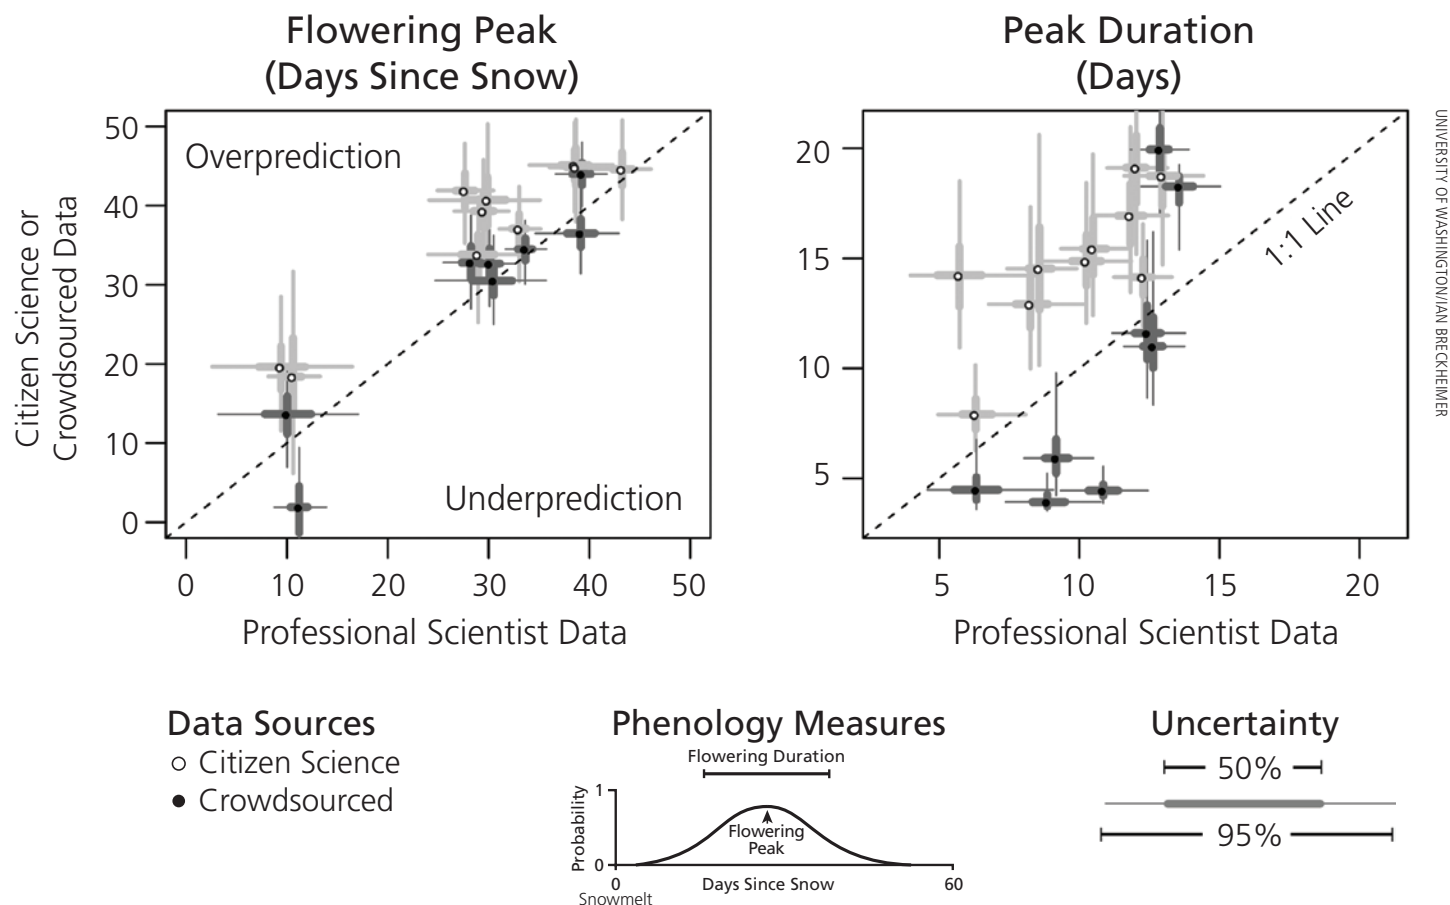 Flowering Peak
(Days Since Snow)
Peak Duration
(Days)
Citizen Science or
Crowdsourced Data
50
40
30
20
10
0
Overprediction
Underprediction
0 10 20 30 40 50
Professional Scientist Data
20
15
10
5
1:1 Line
5 10 15 20
Professional Scientist Data
UNIVERSITY OF WASHINGTON/IAN BRECKHEIMER
Data Sources
Citizen Science
Crowdsourced
Phenology Measures
Flowering Duration
Probability
1
0
Flowering
Peak
0 Days Since Snow 60
Snowmelt
Uncertainty
50%
95%